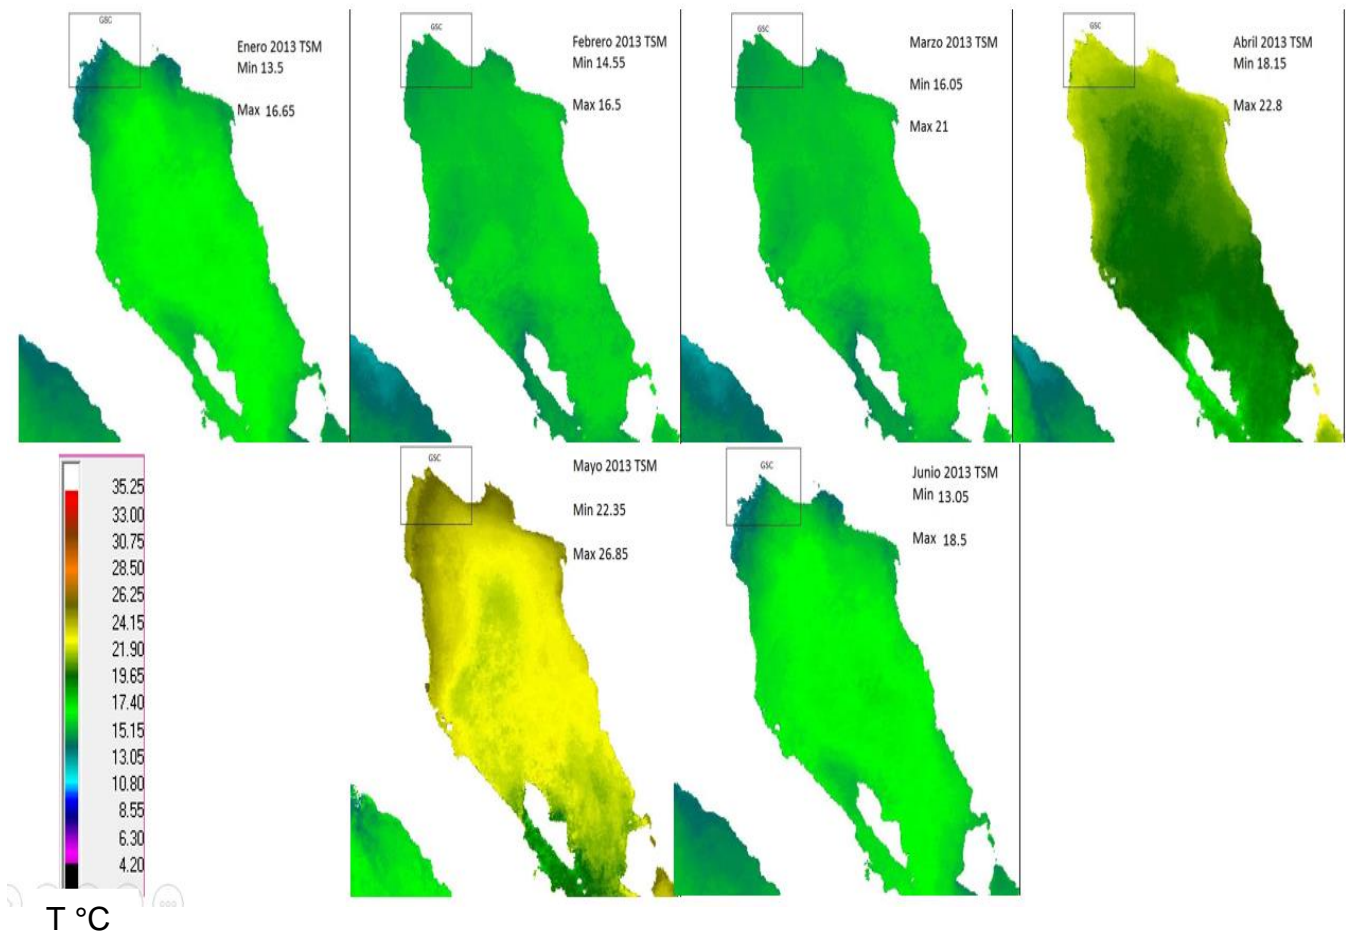 GSC
Enero 2013 TSM
Min 13.5
Max 16.65
GSC
Febrero 2013 TSM
Min 14.55
Max 16.5
GSC
Marzo 2013 TSM
Min 16.05
Max 21
GSC
Abril 2013 TSM
Min 18.15
Max 22.8
35.25
33.00
30.75
28.50
26.25
24.15
21.90
19.65
17.40
15.15
13.05
10.80
8.55
6.30
4.20
T °C
GSC
Mayo 2013 TSM
Min 22.35
Max 26.85
GSC
Junio 2013 TSM
Min 13.05
Max 18.5